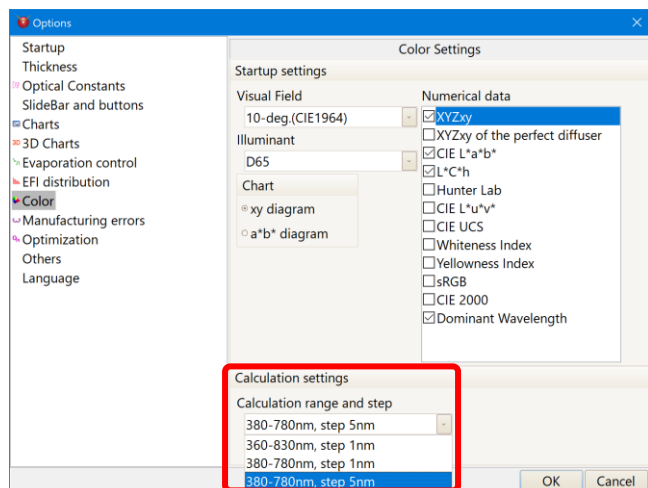 Options
Startup
Thickness
Optical Constants
SlideBar and buttons
Charts
3D Charts
Evaporation control
EFI distribution
Color
Manufacturing errors
Optimization
Others
Language
Color Settings
Startup settings
Visual Field
10-deg.(CIE1964)
Illuminant
D65
Chart
xy diagram
a*b* diagram
Numerical data
XYZxy
XYZxy of the perfect diffuser
CIE L*a*b*
L*C*h
Hunter Lab
CIE L*u*v*
CIE UCS
Whiteness Index
Yellowness Index
sRGB
CIE 2000
Dominant Wavelength
Calculation settings
Calculation range and step
380-780nm, step 5nm
360-830nm, step 1nm
380-780nm, step 1nm
380-780nm, step 5nm
OK Cancel